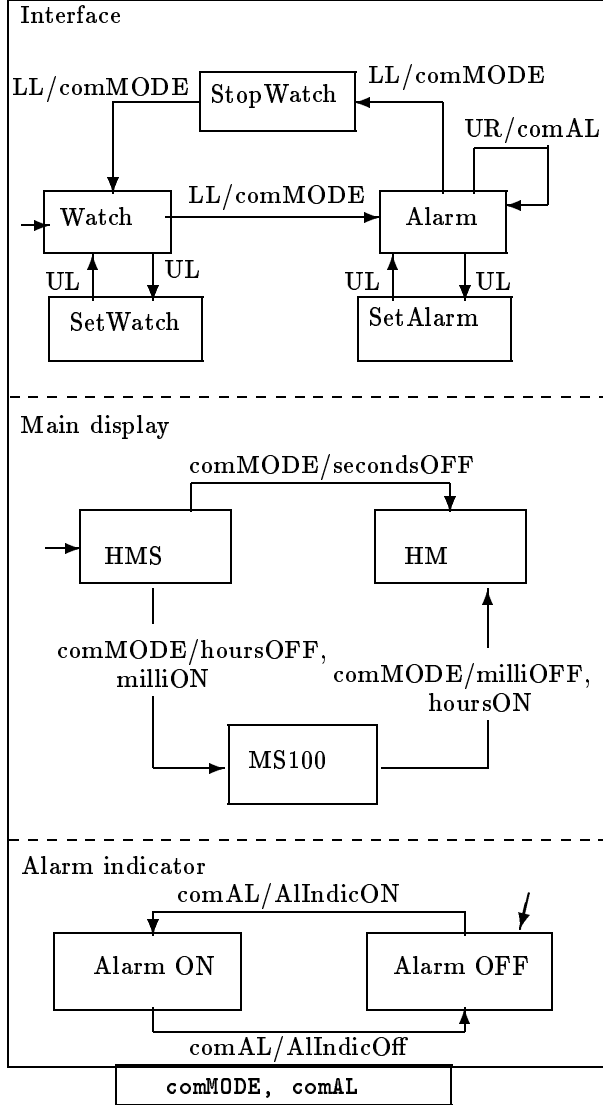 Interface
LL/comMODE
LL/comMODE
StopWatch
UR/comAL
LL/comMODE
Watch
Alarm
UL
UL
UL
UL
SetWatch
SetAlarm
Main display
comMODE/secondsOFF
HMS
HM
comMODE/hoursOFF,
milliON
comMODE/milliOFF,
hoursON
MS100
Alarm indicator
comAL/AlIndicON
Alarm ON
Alarm OFF
comAL/AlIndicOff
comMODE, comAL